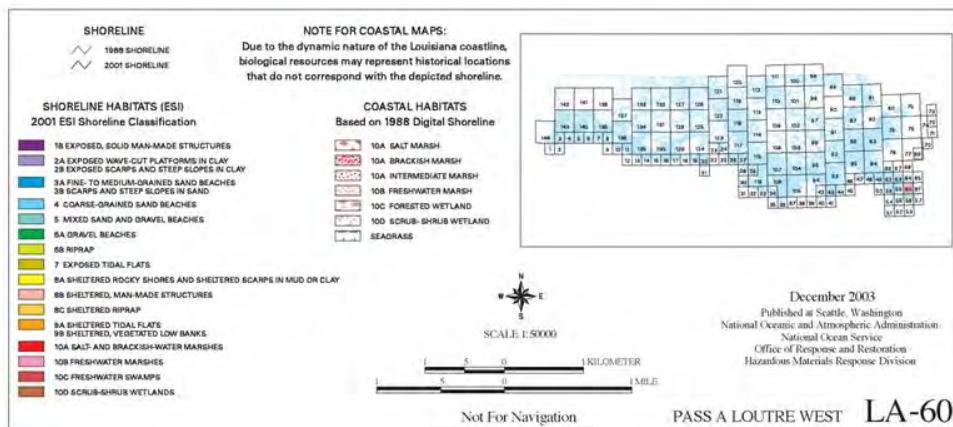 SHORELINE
1988 SHORELINE
2001 SHORELINE
NOTE FOR COASTAL MAPS:
Due to the dynamic nature of the Louisiana coastline,
biological resources may represent historical locations
that do not correspond with the depicted shoreline.
SHORELINE HABITATS (ESI)
2001 ESI Shoreline Classification
1B EXPOSED, SOLID MAN-MADE STRUCTURES
2A EXPOSED WAVE-CUT PLATFORMS IN CLAY
2B EXPOSED SCARPS AND STEEP SLOPES IN CLAY
3A FINE- TO MEDIUM-GRAINED SAND BEACHES
3B SCARPS AND STEEP SLOPES IN SAND
4 COARSE-GRAINED SAND BEACHES
5 MIXED SAND AND GRAVEL BEACHES
6A GRAVEL BEACHES
6B RIPRAP
7 EXPOSED TIDAL FLATS
8A SHELTERED ROCKY SHORES AND SHELTERED SCARPS IN MUD OR CLAY
8B SHELTERED, MAN-MADE STRUCTURES
8C SHELTERED RIPRAP
9A SHELTERED TIDAL FLATS
9B SHELTERED, VEGETATED LOW BANKS
10A SALT- AND BRACKISH-WATER MARSHES
10B FRESHWATER MARSHES
10C FRESHWATER SWAMPS
10D SCRUB-SHRUB WETLANDS
COASTAL HABITATS
Based on 1988 Digital Shoreline
10A SALT MARSH
10A BRACKISH MARSH
10A INTERMEDIATE MARSH
10B FRESHWATER MARSH
10C FORESTED WETLAND
10D SCRUB- SHRUB WETLAND
SEAGRASS
N
W E
S
SCALE 1:50000
1 .5 0 1 KILOMETER
1 .5 0 1 MILE
Not For Navigation
December 2003
Published at Seattle, Washington
National Oceanic and Atmospheric Administration
National Ocean Service
Office of Response and Restoration
Hazardous Materials Response Division
PASS A LOUTRE WEST LA-60